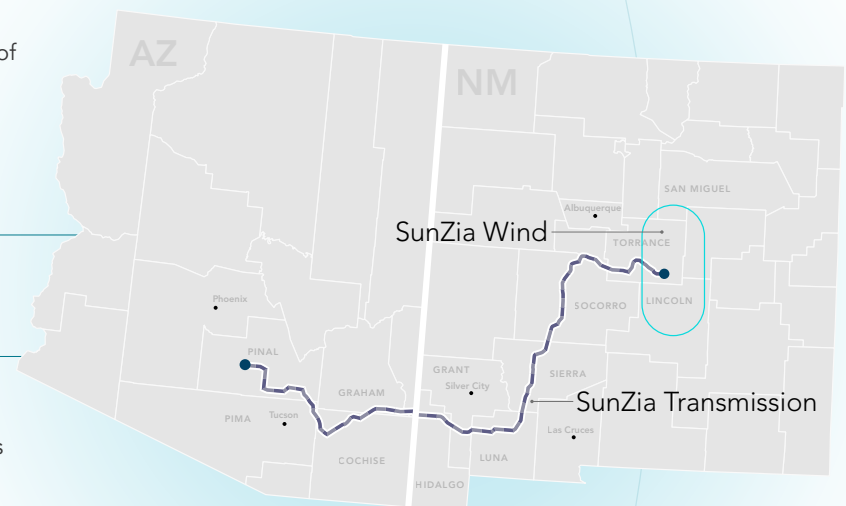 of
AZ
NM
SAN MIGUEL
Albuquerque
SunZia Wind
TORRANCE
Phoenix
SOCORRO
LINCOLN
PINAL
GRANT
SIERRA
Silver City
GRAHAM
SunZia Transmission
PIMA
Tucson
Las Cruces
s
COCHISE
LUNA
HIDALGO